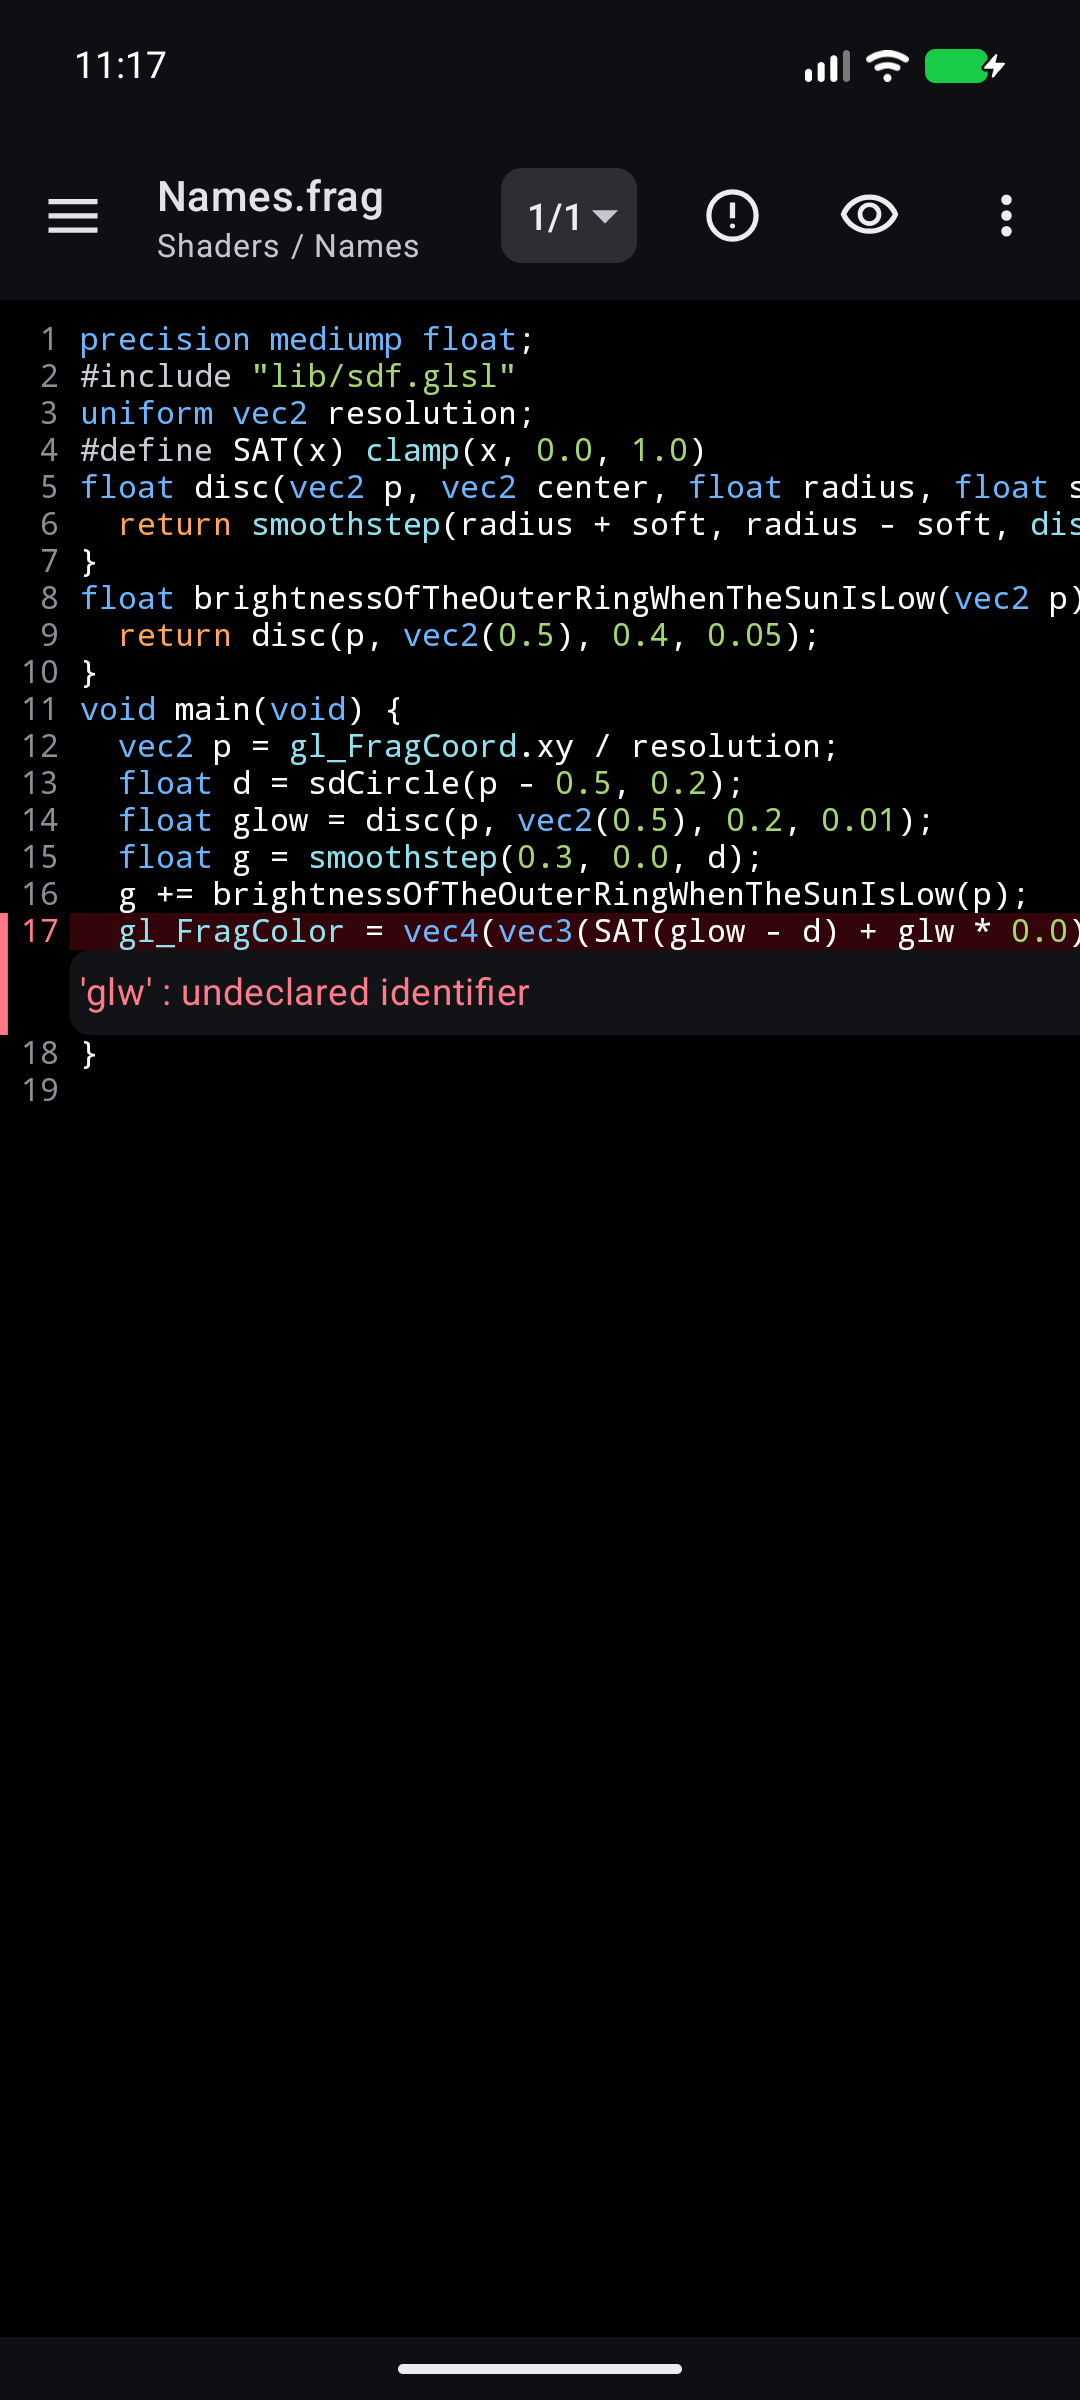 11:17
Names.frag
Shaders / Names
1/1
1 precision mediump float;
2 #include "lib/sdf.glsl"
3 uniform vec2 resolution;
4 #define SAT(x) clamp(x, 0.0, 1.0)
5 float disc(vec2 p, vec2 center, float radius, float s
6   return smoothstep(radius + soft, radius - soft, dis
7 }
8 float brightnessOfTheOuterRingWhenTheSunIsLow(vec2 p)
9   return disc(p, vec2(0.5), 0.4, 0.05);
10 }
11 void main(void) {
12   vec2 p = gl_FragCoord.xy / resolution;
13   float d = sdCircle(p - 0.5, 0.2);
14   float glow = disc(p, vec2(0.5), 0.2, 0.01);
15   float g = smoothstep(0.3, 0.0, d);
16   g += brightnessOfTheOuterRingWhenTheSunIsLow(p);
17   gl_FragColor = vec4(vec3(SAT(glow - d) + glw * 0.0)
'glw' : undeclared identifier
18 }
19